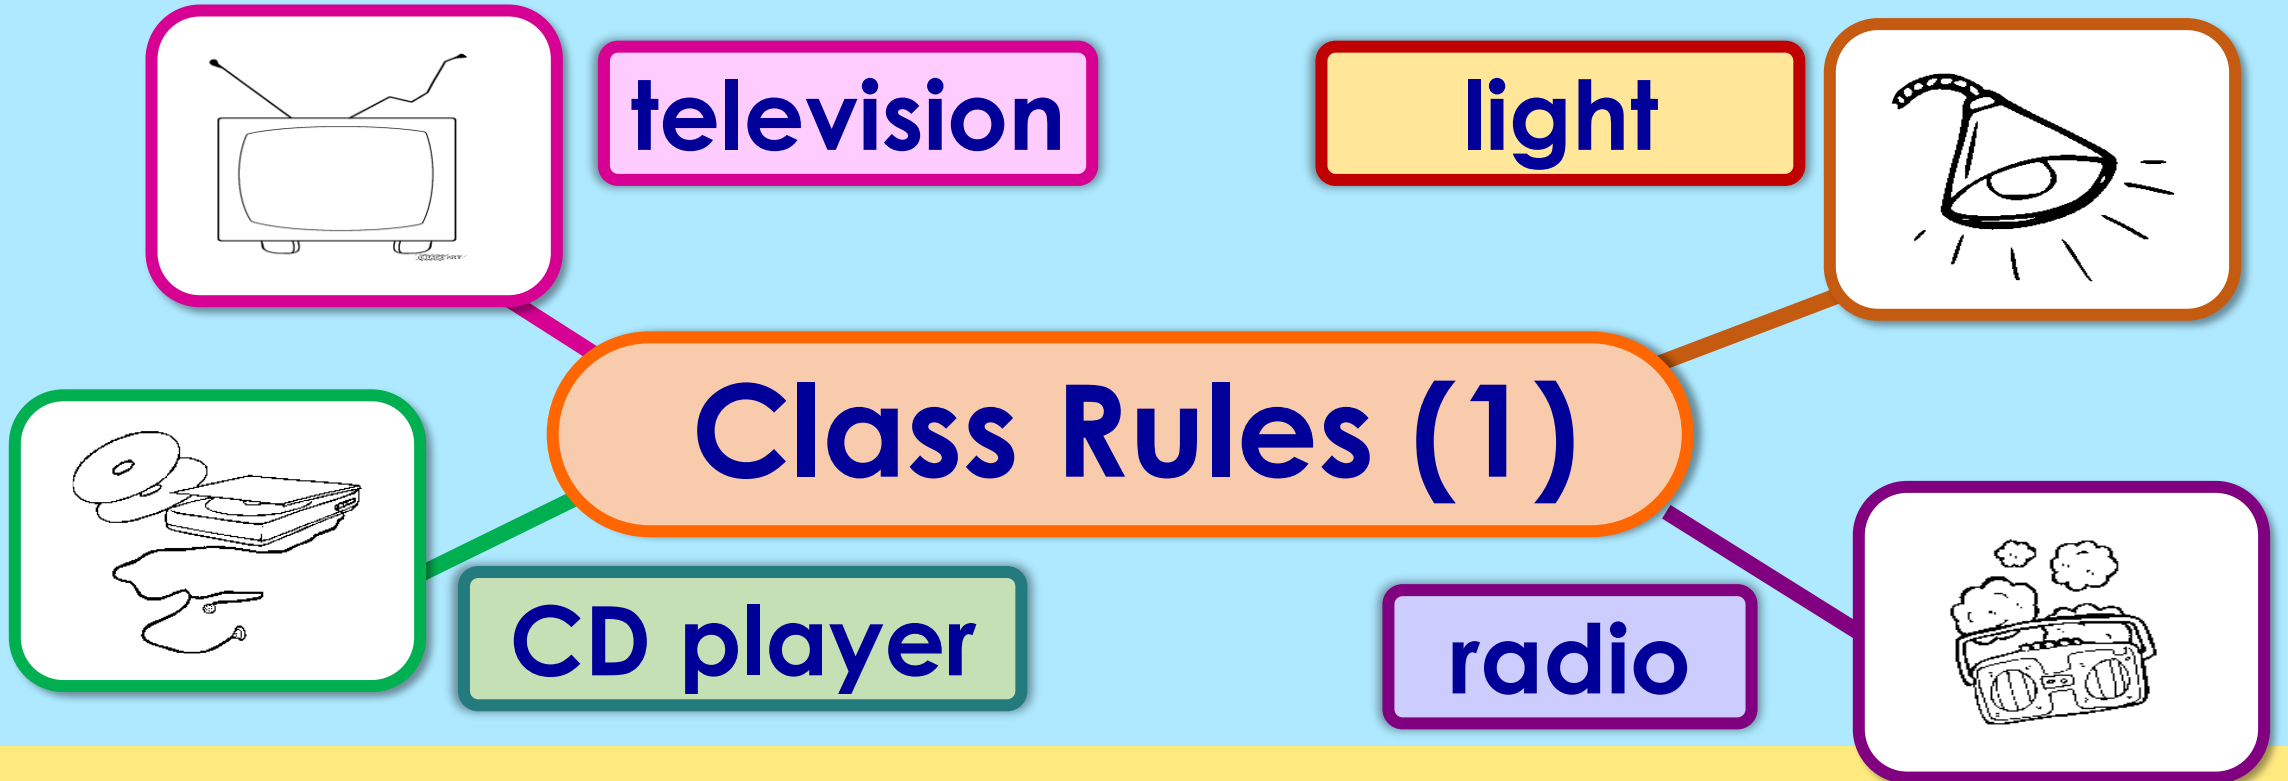 television
light
Class Rules (1)
CD player
radio